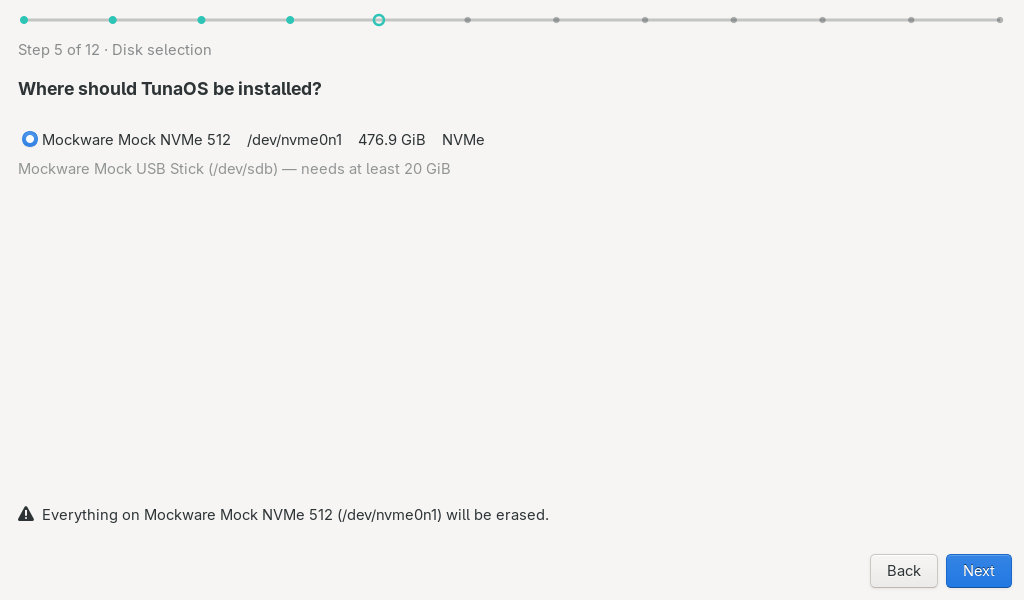 Step 5 of 12 · Disk selection
Where should TunaOS be installed?
Mockware Mock NVMe 512 /dev/nvme0n1 476.9 GiB NVMe
Mockware Mock USB Stick (/dev/sdb) — needs at least 20 GiB
Everything on Mockware Mock NVMe 512 (/dev/nvme0n1) will be erased.
Back Next